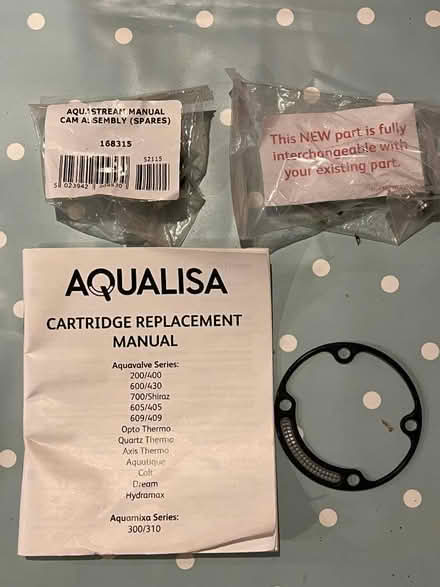 AQUASTREAM MANUAL
CAM ASSEMBLY (SPARES)
168315
S2115
This NEW part is fully
interchangeable with
your existing part.
AQUALISA
CARTRIDGE REPLACEMENT
MANUAL
Aquavalve Series:
200/400
600/430
700/Shiraz
605/405
609/409
Opto Thermo
Quartz Thermo
Axis Thermo
Aquatique
Colt
Dream
Hydramax
Aquamixa Series:
300/310